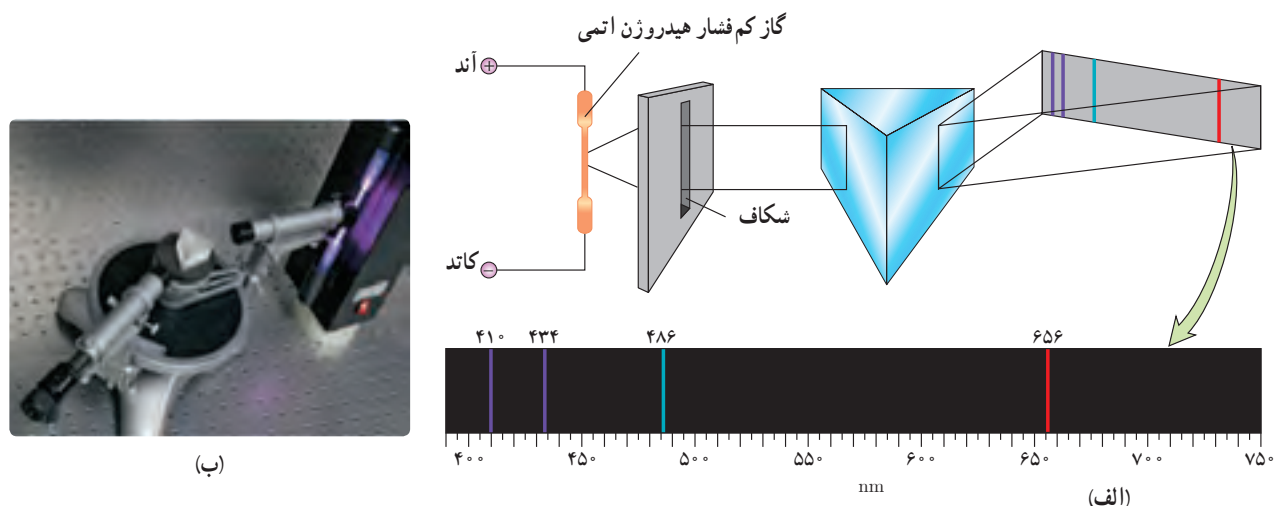 گاز کم فشار هیدروژن اتمی
آند
+
شکاف
کاتد
−
۴۱۰ ۴۳۴ ۴۸۶ ۶۵۶
۴۰۰ ۴۵۰ ۵۰۰ ۵۵۰ ۶۰۰ ۶۵۰ ۷۰۰ ۷۵۰
nm
(الف)
(ب)